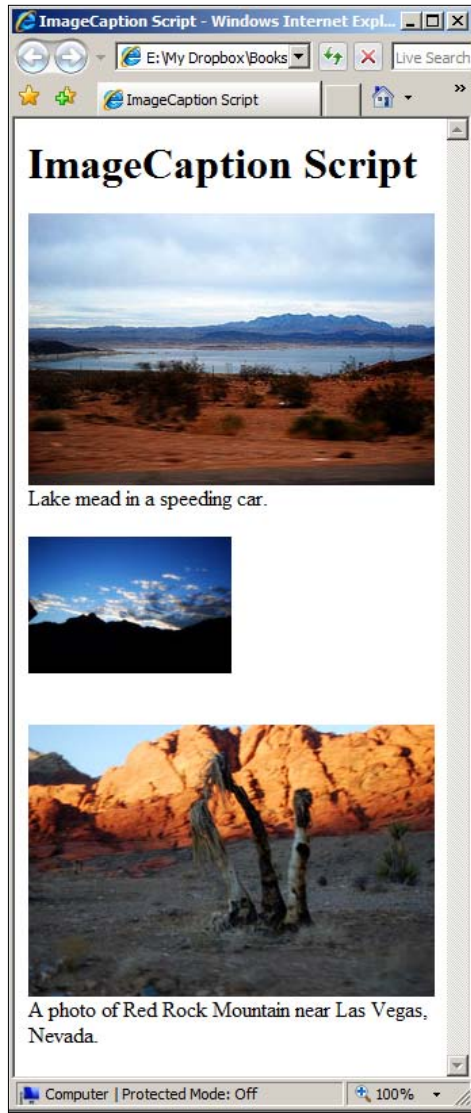 ImageCaption Script - Windows Internet Expl...
E:\My Dropbox\Books
Live Search
ImageCaption Script
»
ImageCaption Script
Lake mead in a speeding car.
A photo of Red Rock Mountain near Las Vegas,
Nevada.
Computer | Protected Mode: Off
100%